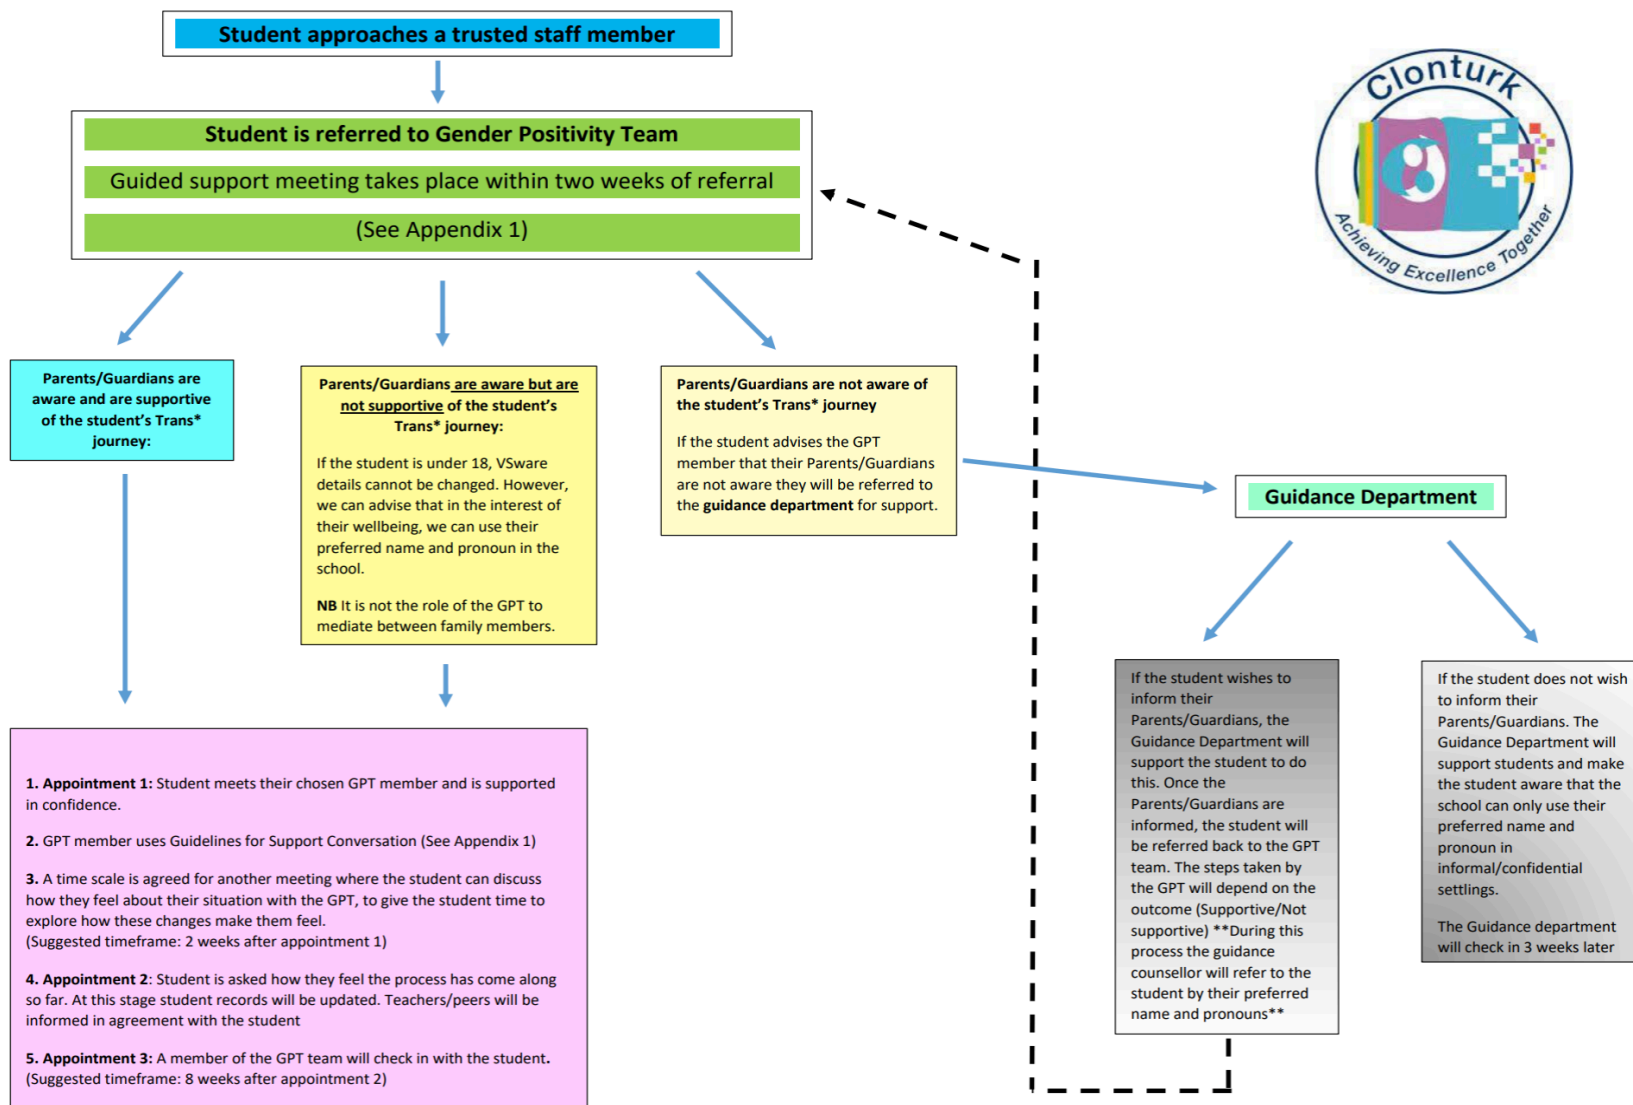 Student approaches a trusted staff member
Clonturk
Achieving Excellence Together
Student is referred to Gender Positivity Team
Guided support meeting takes place within two weeks of referral
(See Appendix 1)
Parents/Guardians are
aware and are supportive
of the student’s Trans*
journey:
Parents/Guardians are aware but are
not supportive of the student’s
Trans* journey:
If the student is under 18, VSware
details cannot be changed. However,
we can advise that in the interest of
their wellbeing, we can use their
preferred name and pronoun in the
school.
NB It is not the role of the GPT to
mediate between family members.
Parents/Guardians are not aware of
the student’s Trans* journey
If the student advises the GPT
member that their Parents/Guardians
are not aware they will be referred to
the guidance department for support.
Guidance Department
1. Appointment 1: Student meets their chosen GPT member and is supported
in confidence.
2. GPT member uses Guidelines for Support Conversation (See Appendix 1)
3. A time scale is agreed for another meeting where the student can discuss
how they feel about their situation with the GPT, to give the student time to
explore how these changes make them feel.
(Suggested timeframe: 2 weeks after appointment 1)
4. Appointment 2: Student is asked how they feel the process has come along
so far. At this stage student records will be updated. Teachers/peers will be
informed in agreement with the student
5. Appointment 3: A member of the GPT team will check in with the student.
(Suggested timeframe: 8 weeks after appointment 2)
If the student wishes to
inform their
Parents/Guardians, the
Guidance Department will
support the student to do
this. Once the
Parents/Guardians are
informed, the student will
be referred back to the GPT
team. The steps taken by
the GPT will depend on the
outcome (Supportive/Not
supportive) **During this
process the guidance
counsellor will refer to the
student by their preferred
name and pronouns**
If the student does not wish
to inform their
Parents/Guardians. The
Guidance Department will
support students and make
the student aware that the
school can only use their
preferred name and
pronoun in
informal/confidential
settlings.
The Guidance department
will check in 3 weeks later